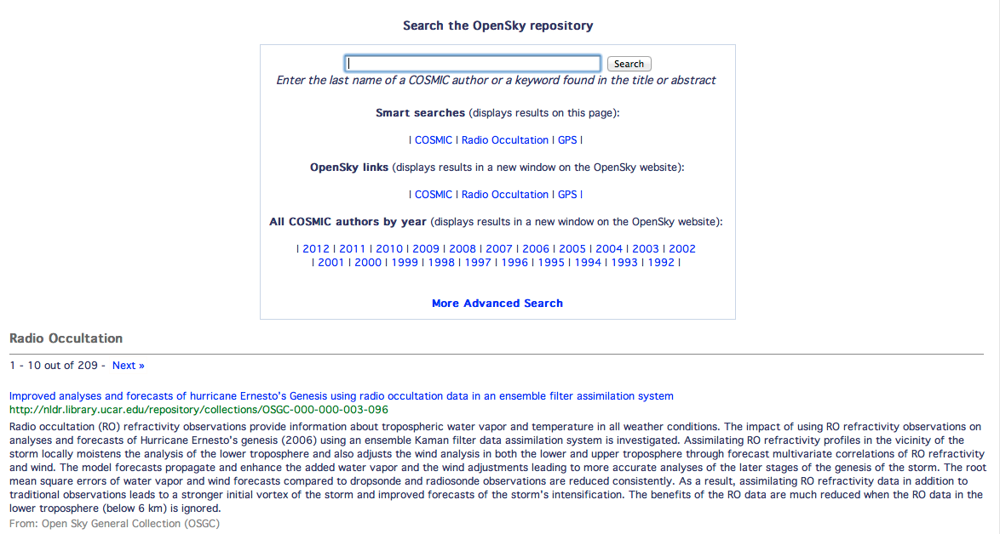 Search the OpenSky repository
Search
Enter the last name of a COSMIC author or a keyword found in the title or abstract
Smart searches (displays results on this page):
| COSMIC | Radio Occultation | GPS |
OpenSky links (displays results in a new window on the OpenSky website):
| COSMIC | Radio Occultation | GPS |
All COSMIC authors by year (displays results in a new window on the OpenSky website):
| 2012 | 2011 | 2010 | 2009 | 2008 | 2007 | 2006 | 2005 | 2004 | 2003 | 2002
| 2001 | 2000 | 1999 | 1998 | 1997 | 1996 | 1995 | 1994 | 1993 | 1992 |
More Advanced Search
Radio Occultation
1 - 10 out of 209 - Next »
Improved analyses and forecasts of hurricane Ernesto's Genesis using radio occultation data in an ensemble filter assimilation system
http://nldr.library.ucar.edu/repository/collections/OSGC-000-000-003-096
Radio occultation (RO) refractivity observations provide information about tropospheric water vapor and temperature in all weather conditions. The impact of using RO refractivity observations on
analyses and forecasts of Hurricane Ernesto's genesis (2006) using an ensemble Kaman filter data assimilation system is investigated. Assimilating RO refractivity profiles in the vicinity of the
storm locally moistens the analysis of the lower troposphere and also adjusts the wind analysis in both the lower and upper troposphere through forecast multivariate correlations of RO refractivity
and wind. The model forecasts propagate and enhance the added water vapor and the wind adjustments leading to more accurate analyses of the later stages of the genesis of the storm. The root
mean square errors of water vapor and wind forecasts compared to dropsonde and radiosonde observations are reduced consistently. As a result, assimilating RO refractivity data in addition to
traditional observations leads to a stronger initial vortex of the storm and improved forecasts of the storm's intensification. The benefits of the RO data are much reduced when the RO data in the
lower troposphere (below 6 km) is ignored.
From: Open Sky General Collection (OSGC)